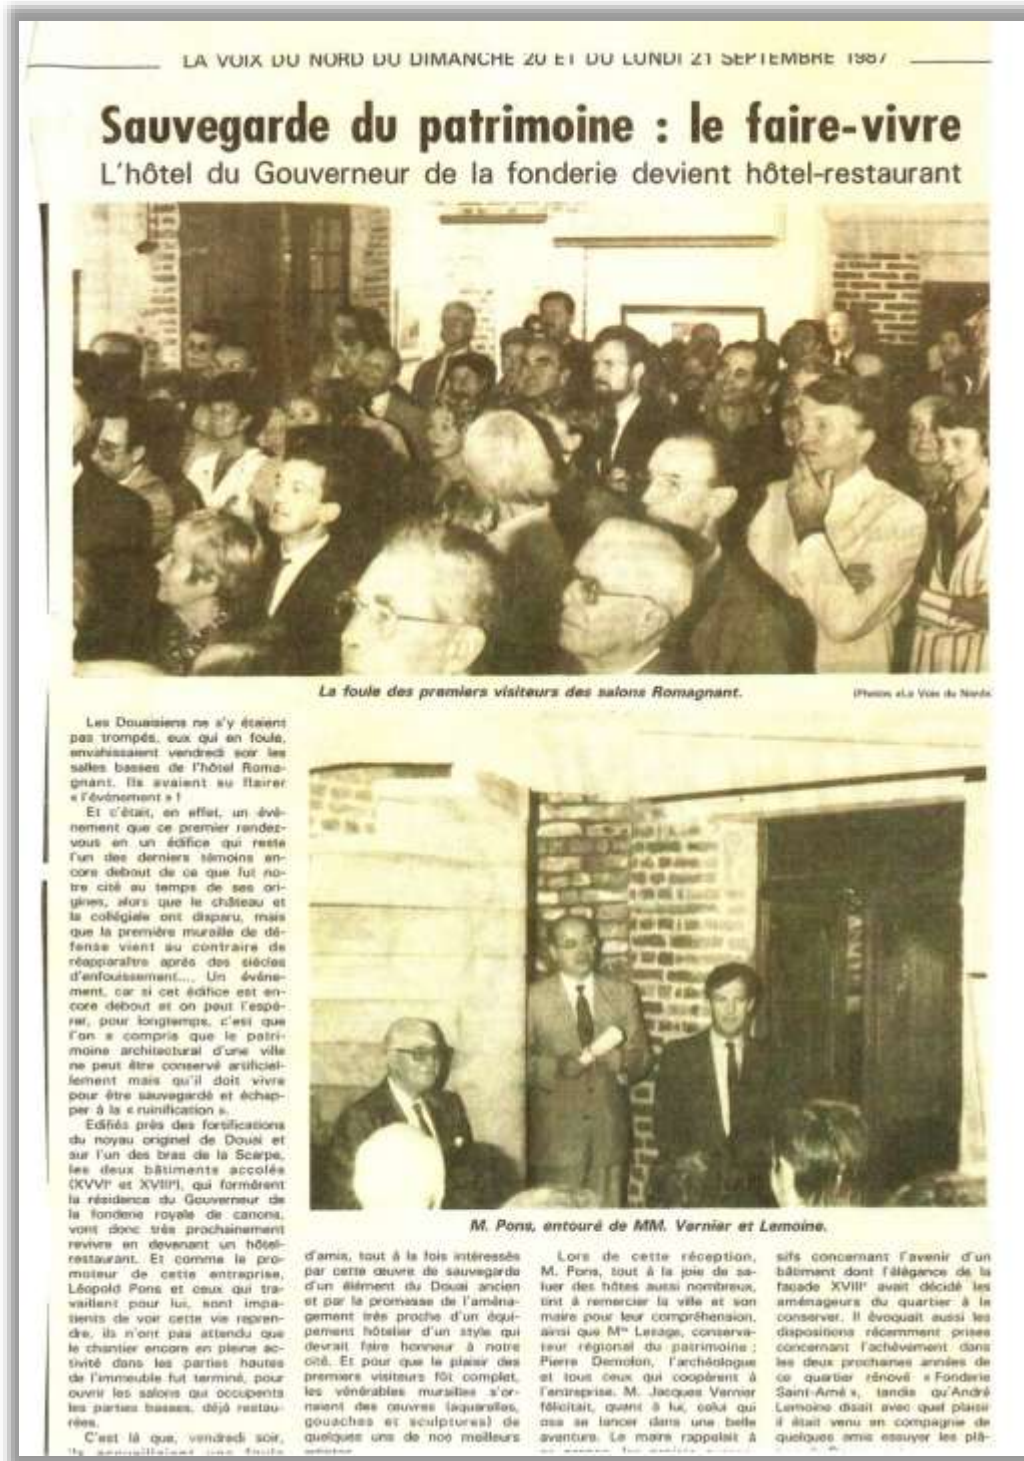 LA VOIX DU NORD DU DIMANCHE 20 ET DU LUNDI 21 SEPTEMBRE 1987
Sauvegarde du patrimoine : le faire-vivre
L'hôtel du Gouverneur de la fonderie devient hôtel-restaurant
La foule des premiers visiteurs des salons Romagnant.
(Photos «La Voix du Nord»
Les Douaisiens ne s'y étaient
pas trompés, eux qui en foule,
envahissaient vendredi soir les
salles basses de l'hôtel Roma-
gnant. Ils avaient su flairer
« l'événement » !
Et c'était, en effet, un évé-
nement que ce premier rendez-
vous en un édifice qui reste
l'un des derniers témoins en-
core debout de ce que fut no-
tre cité au temps de ses ori-
gines, alors que le château et
la collégiale ont disparu, mais
que la première muraille de dé-
fense vient au contraire de
réapparaître après des siècles
d'enfouissement.... Un événe-
ment, car si cet édifice est en-
core debout et on peut l'espé-
rer, pour longtemps, c'est que
l'on a compris que le patri-
moine architectural d'une ville
ne peut être conservé artificiel-
lement mais qu'il doit vivre
pour être sauvegardé et échap-
per à la « ruinification ».
Edifiés près des fortifications
du noyau originel de Douai et
sur l'un des bras de la Scarpe,
les deux bâtiments accolés
(XVVIᵉ et XVIIIᵉ), qui formèrent
la résidence du Gouverneur de
la fonderie royale de canons,
vont donc très prochainement
revivre en devenant un hôtel-
restaurant. Et comme le pro-
moteur de cette entreprise,
Léopold Pons et ceux qui tra-
vaillent pour lui, sont impa-
tients de voir cette vie repren-
dre, ils n'ont pas attendu que
le chantier encore en pleine ac-
tivité dans les parties hautes
de l'immeuble fut terminé, pour
ouvrir les salons qui occupent
les parties basses, déjà restau-
rées.
C'est là que, vendredi soir,
ils accueillaient une foule
M. Pons, entouré de MM. Vernier et Lemoine.
d'amis, tout à la fois intéressés
par cette œuvre de sauvegarde
d'un élément du Douai ancien
et par la promesse de l'aména-
gement très proche d'un équi-
pement hôtelier d'un style qui
devrait faire honneur à notre
cité. Et pour que le plaisir des
premiers visiteurs fût complet,
les vénérables murailles s'or-
naient des œuvres (aquarelles,
gouaches et sculptures) de
quelques uns de nos meilleurs
Lors de cette réception,
M. Pons, tout à la joie de sa-
luer des hôtes aussi nombreux,
tint à remercier la ville et son
maire pour leur compréhension,
ainsi que Mᵐᵉ Lesage, conserva-
teur régional du patrimoine ;
Pierre Demolon, l'archéologue
et tous ceux qui coopèrent à
l'entreprise. M. Jacques Vernier
félicitait, quant à lui, celui qui
osa se lancer dans une belle
aventure. Le maire rappelait à
sifs concernant l'avenir d'un
bâtiment dont l'élégance de la
façade XVIIIᵉ avait décidé les
aménageurs du quartier à le
conserver. Il évoquait aussi les
dispositions récemment prises
concernant l'achèvement dans
les deux prochaines années de
ce quartier rénové « Fonderie
Saint-Amé », tandis qu'André
Lemoine disait avec quel plaisir
il était venu en compagnie de
quelques amis essuyer les plâ-